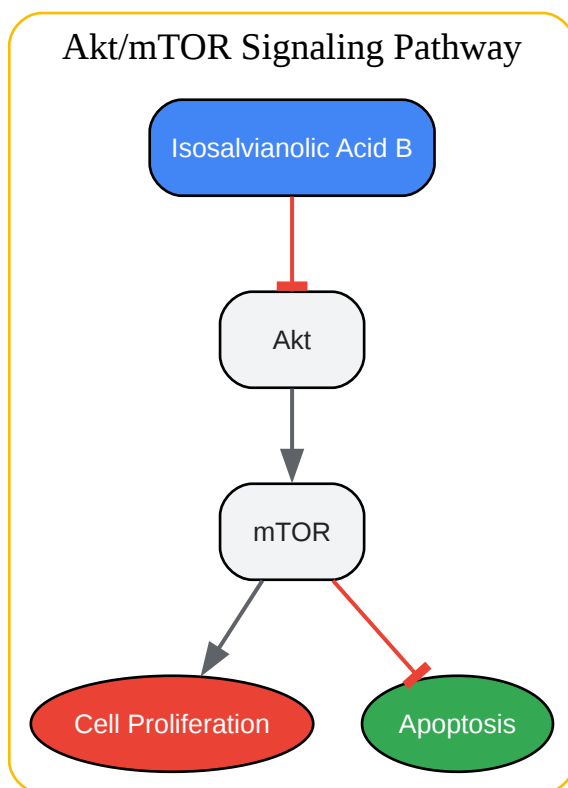 Akt/mTOR Signaling Pathway
Isosalvianolic Acid B
Akt
mTOR
Cell Proliferation
Apoptosis